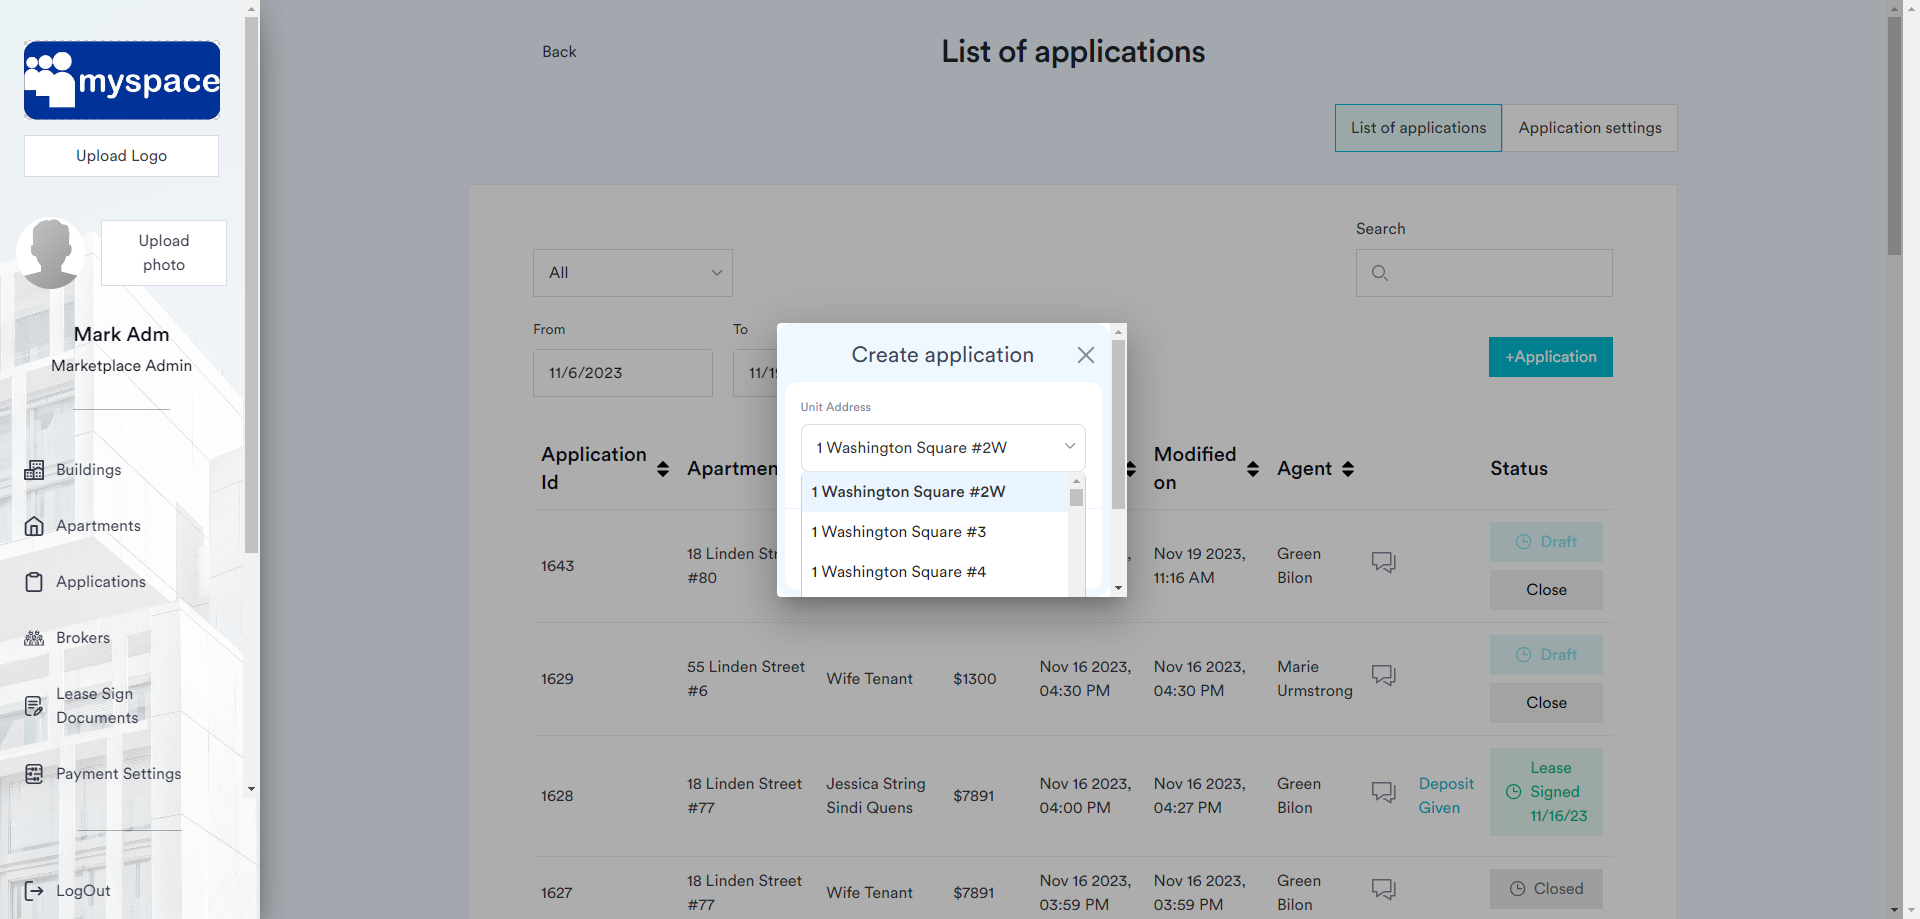 myspace
Upload Logo
Upload
photo
Mark Adm
Marketplace Admin
Buildings
Apartments
Applications
Brokers
Lease Sign
Documents
Payment Settings
LogOut
Back
List of applications
List of applications
Application settings
Search
All
From
To
11/6/2023
11/1
+Application
Create application
Unit Address
1 Washington Square #2W
1 Washington Square #2W
1 Washington Square #3
1 Washington Square #4
Application
Id
Apartmen
Modified
on
Agent
Status
1643
18 Linden Str
#80
Nov 19 2023,
11:16 AM
Green
Bilon
Draft
Close
1629
55 Linden Street
#6
Wife Tenant
$1300
Nov 16 2023,
04:30 PM
Nov 16 2023,
04:30 PM
Marie
Urmstrong
Draft
Close
1628
18 Linden Street
#77
Jessica String
Sindi Quens
$7891
Nov 16 2023,
04:00 PM
Nov 16 2023,
04:27 PM
Green
Bilon
Deposit
Given
Lease
Signed
11/16/23
1627
18 Linden Street
#77
Wife Tenant
$7891
Nov 16 2023,
03:59 PM
Nov 16 2023,
03:59 PM
Green
Bilon
Closed